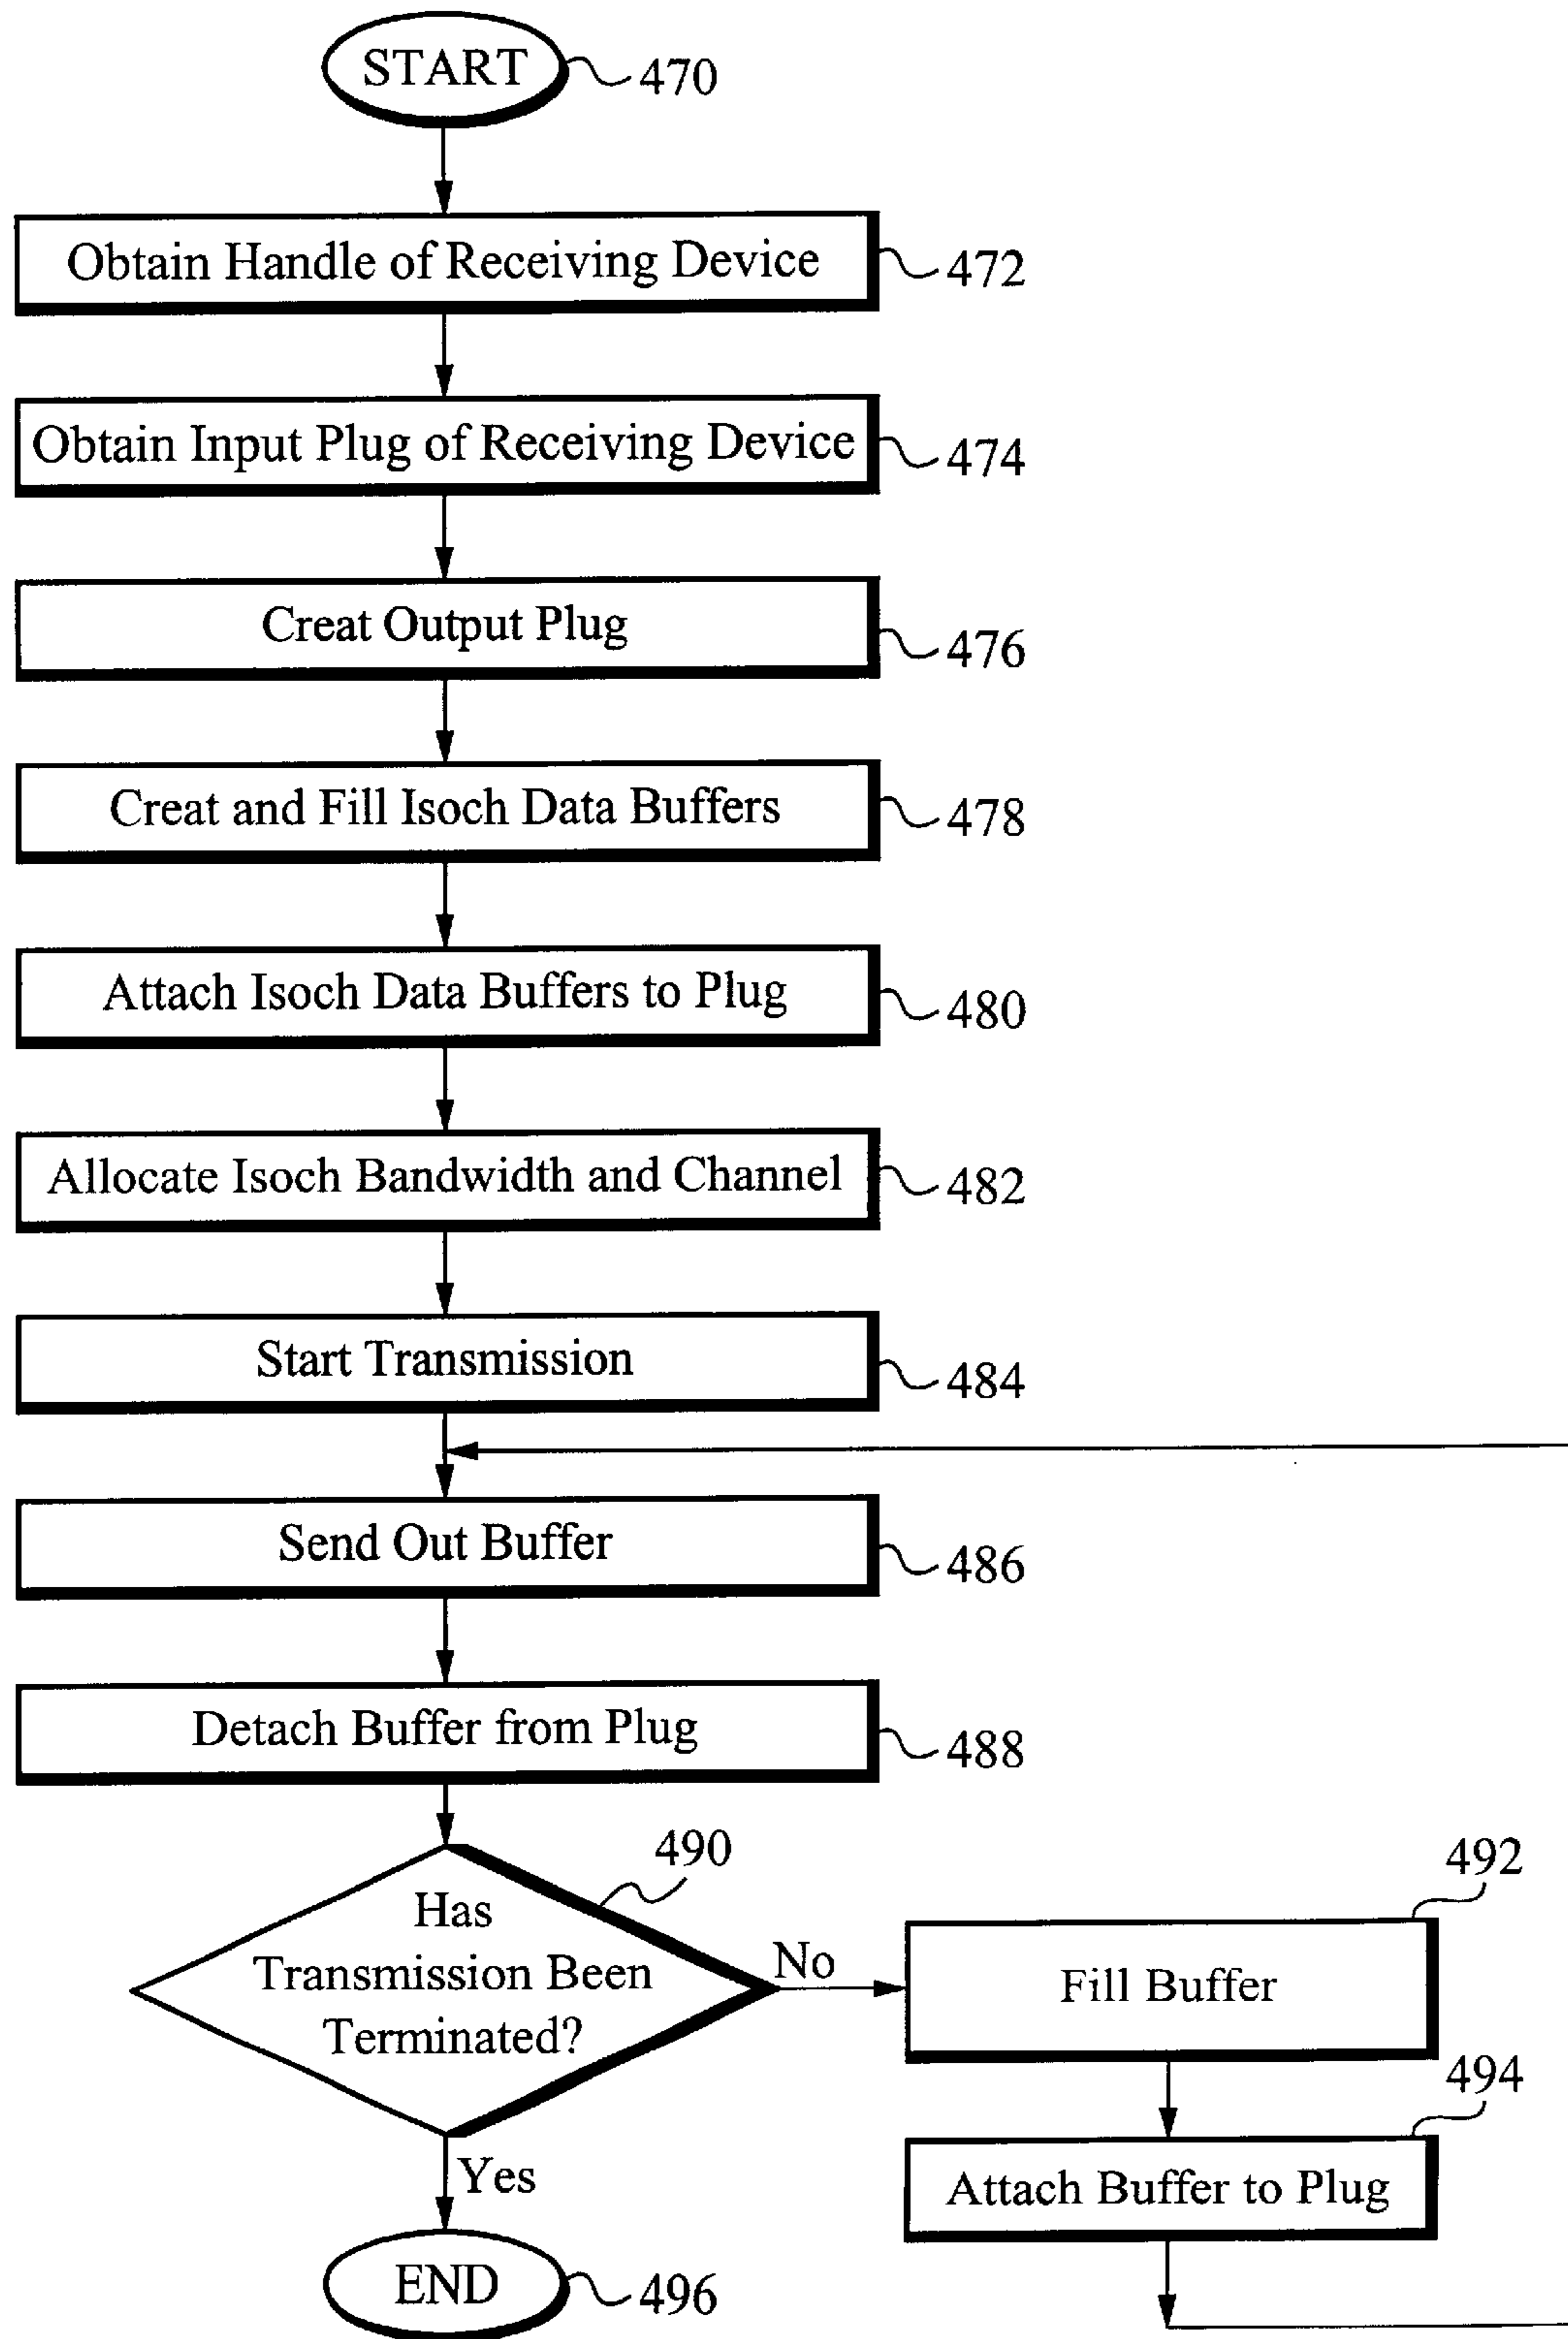 START
470
Obtain Handle of Receiving Device
472
Obtain Input Plug of Receiving Device
474
Creat Output Plug
476
Creat and Fill Isoch Data Buffers
478
Attach Isoch Data Buffers to Plug
480
Allocate Isoch Bandwidth and Channel
482
Start Transmission
484
Send Out Buffer
486
Detach Buffer from Plug
488
490
Has
Transmission Been
Terminated?
No
492
Fill Buffer
494
Attach Buffer to Plug
Yes
END
496